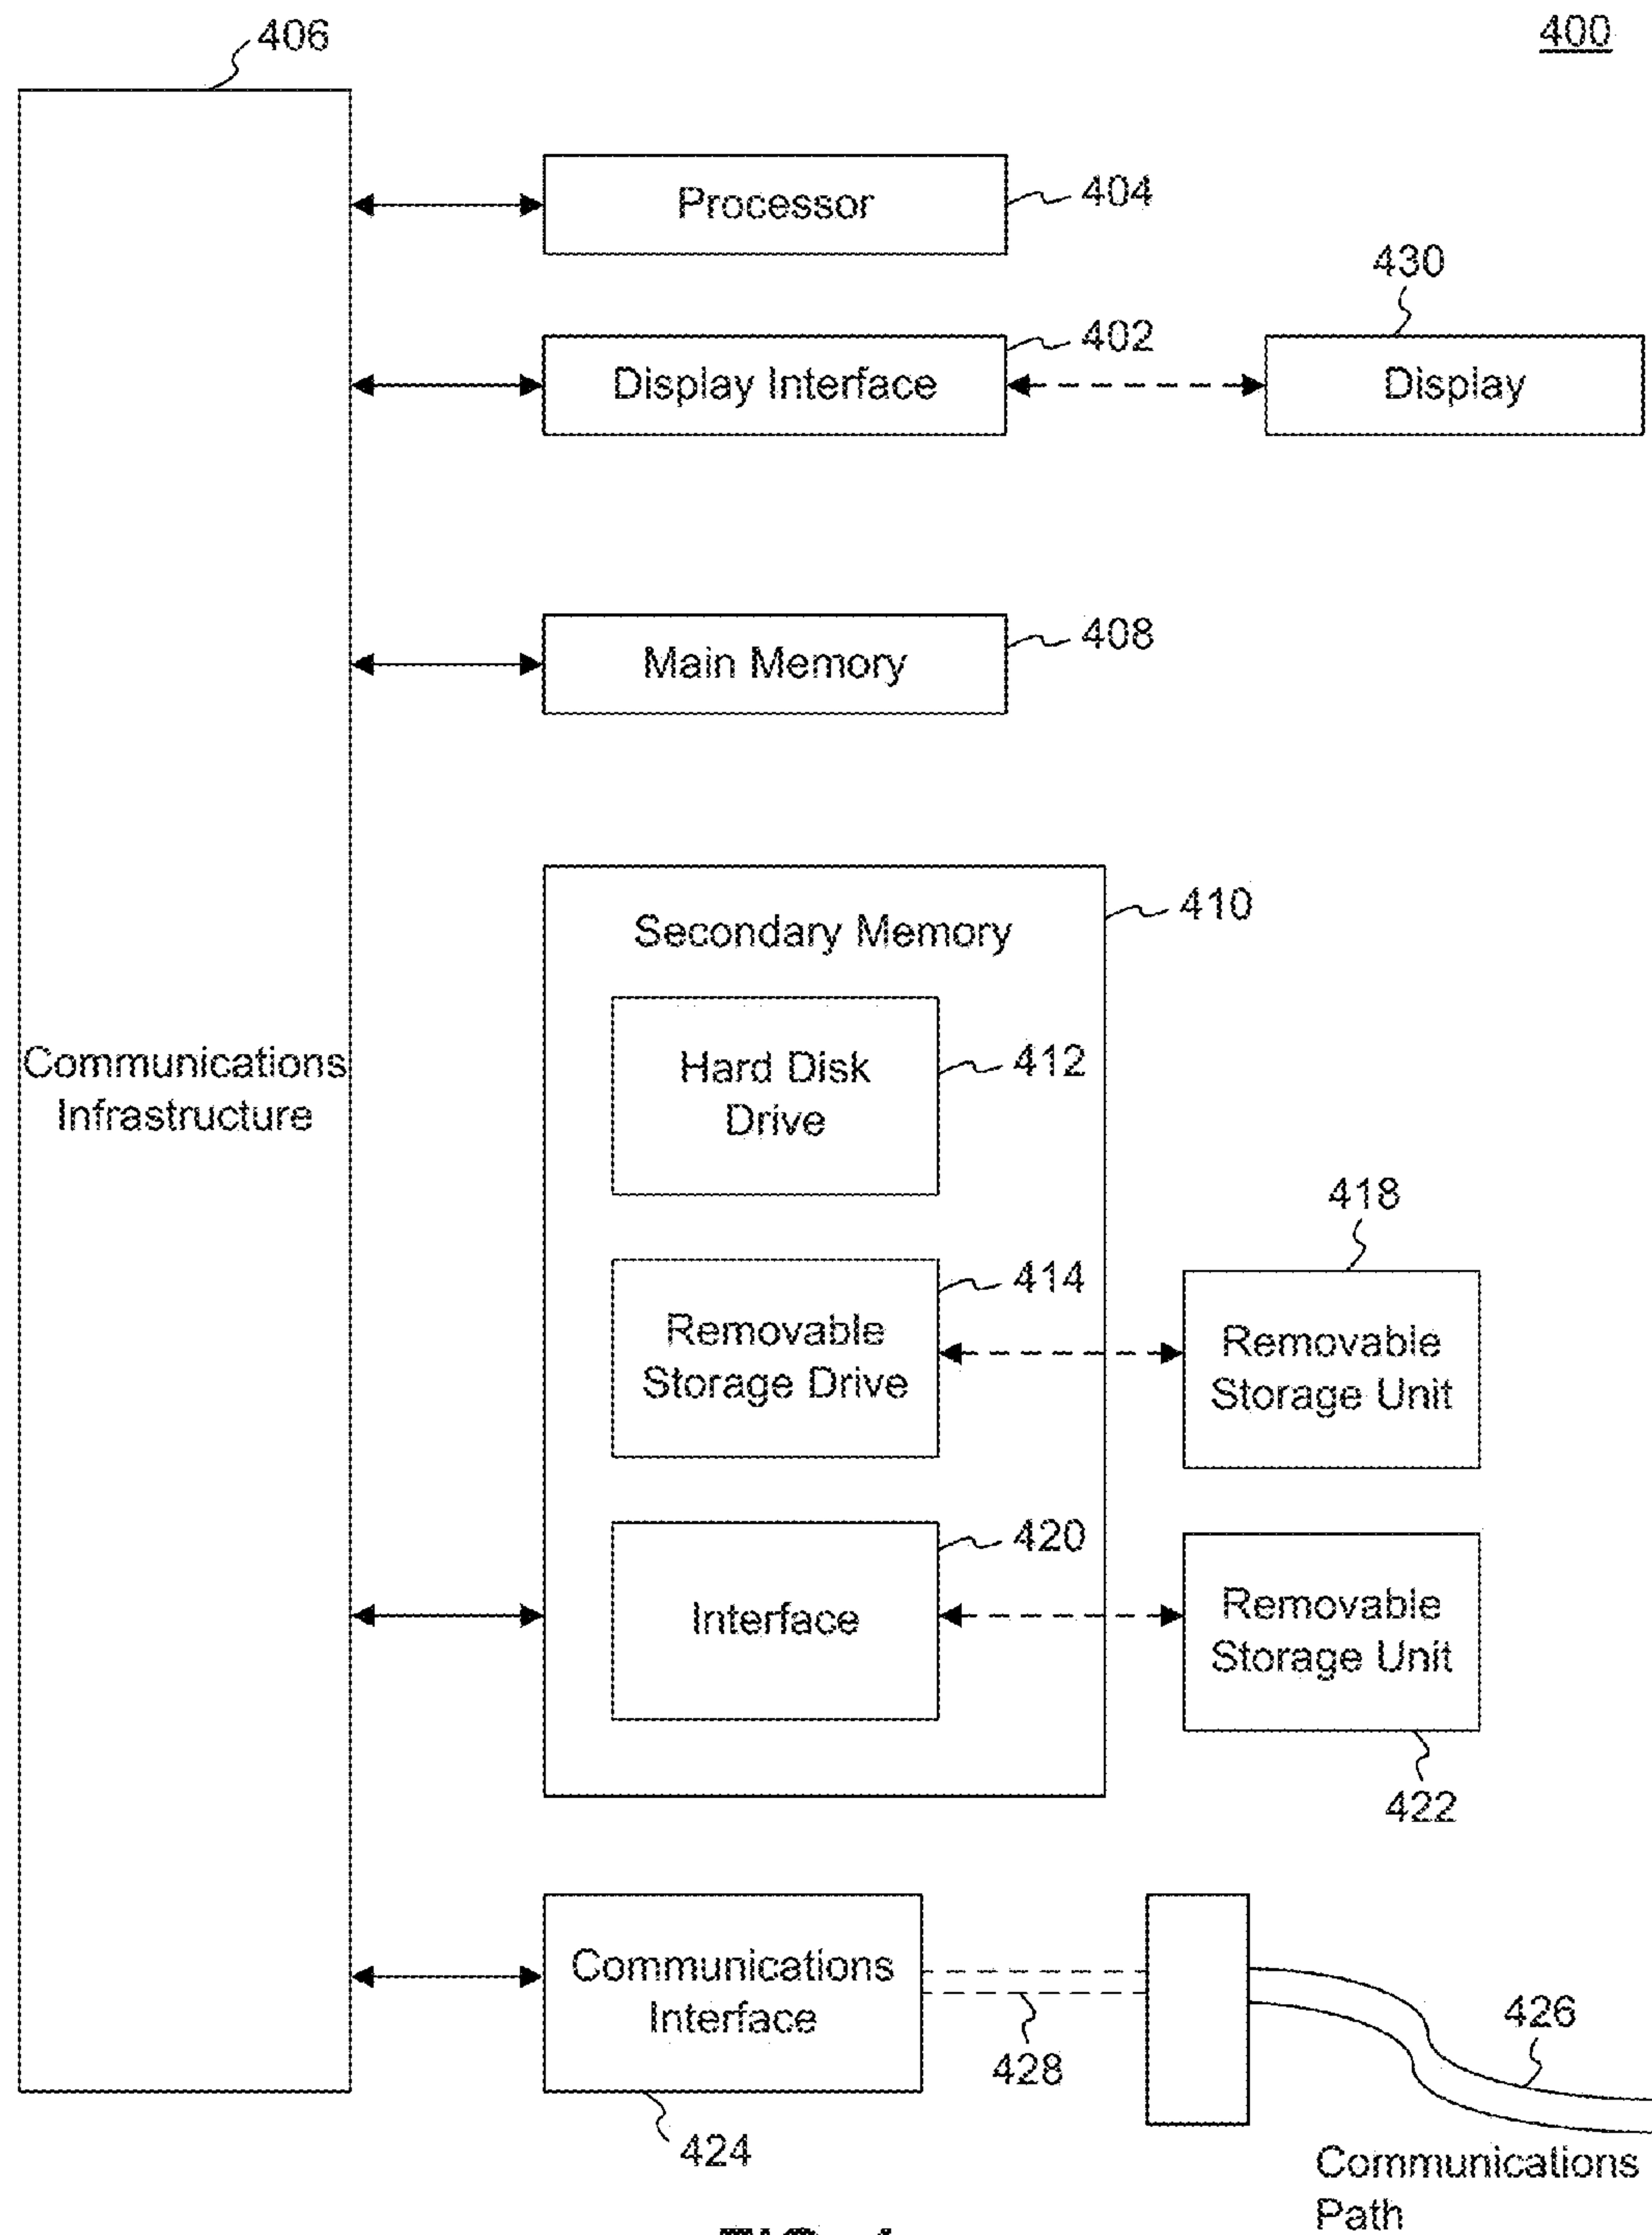 400
406
Processor
404
430
402
Display Interface
Display
408
Main Memory
410
Secondary Memory
Communications
Infrastructure
Hard Disk
Drive
412
418
414
Removable
Storage Drive
Removable
Storage Unit
420
Interface
Removable
Storage Unit
422
Communications
Interface
428
426
424
Communications
Path